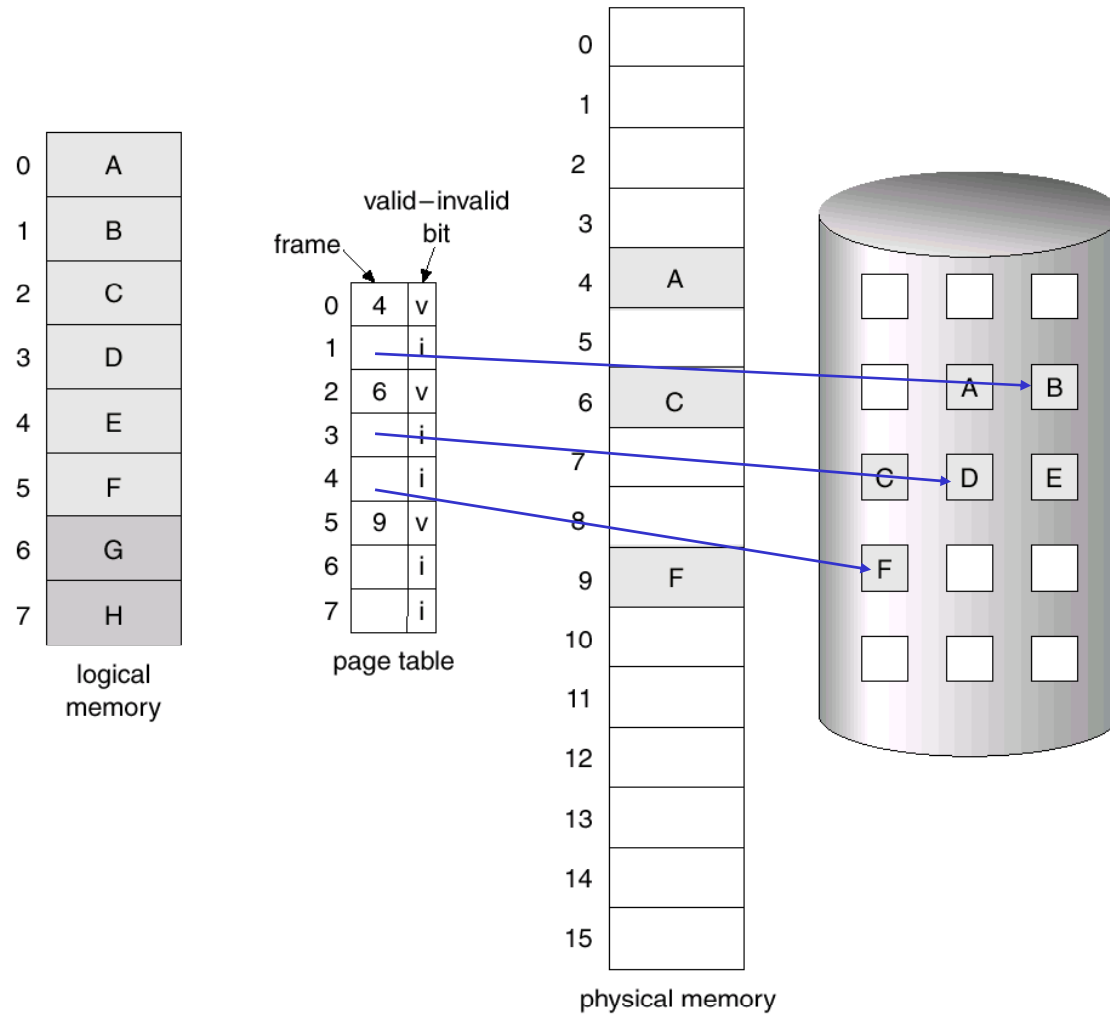 0 A
1 B
2 C
3 D
4 E
5 F
6 G
7 H
logical
memory
valid–invalid
bit
frame
0 4 v
1 i
2 6 v
3 i
4 i
5 9 v
6 i
7 i
page table
0
1
2
3
4 A
5
6 C
7
8
9 F
10
11
12
13
14
15
physical memory
A B
C D E
F